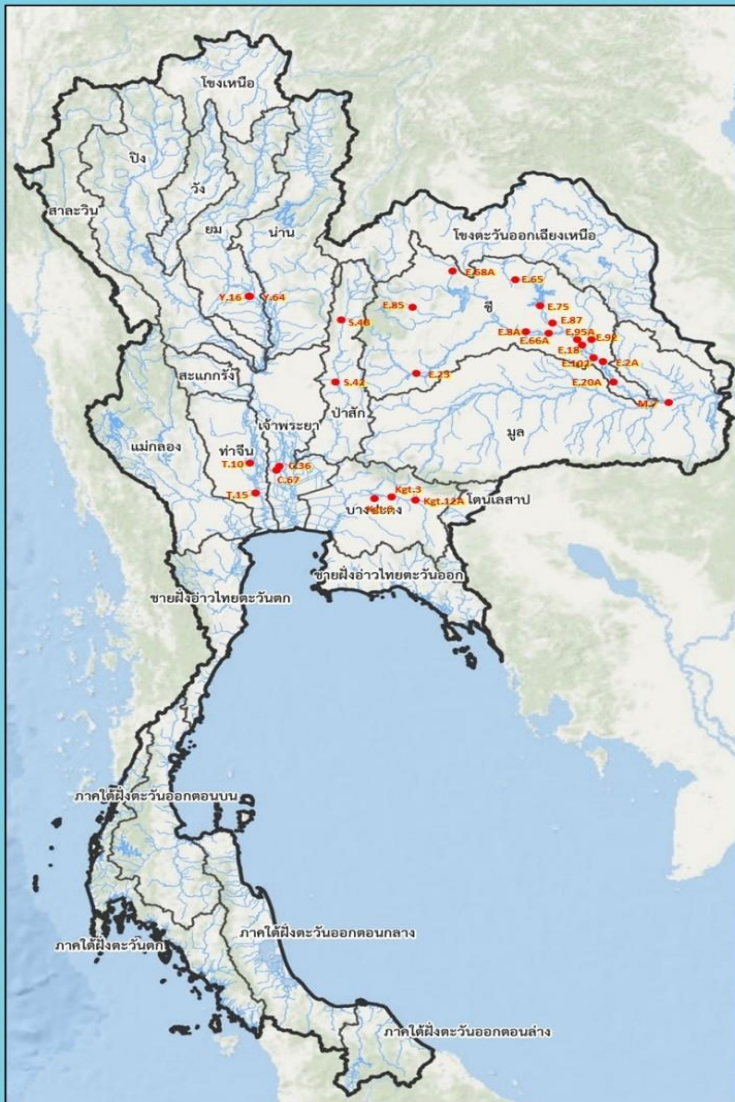 โขงเหนือ
ปิง
วัง
สาละวิน
ยม
น่าน
โขงตะวันออกเฉียงเหนือ
E.68A
E.65
Y.16
Y.64
E.85
ชี
E.75
S.4B
E.87
E.8A
E.95A
E.92
E.66A
E.18
E.2A
สะแกกรัง
E.23
E.20A
S.42
ป่าสัก
M.7
เจ้าพระยา
มูล
แม่กลอง
ท่าจีน
T.10
C.36
C.67
T.15
Kgt.3
Kgt.12A
โตนเลสาป
ชายฝั่งอ่าวไทยตะวันออก
ชายฝั่งอ่าวไทยตะวันตก
ภาคใต้ฝั่งตะวันออกตอนบน
ภาคใต้ฝั่งตะวันออกตอนกลาง
ภาคใต้ฝั่งตะวันตก
ภาคใต้ฝั่งตะวันออกตอนล่าง